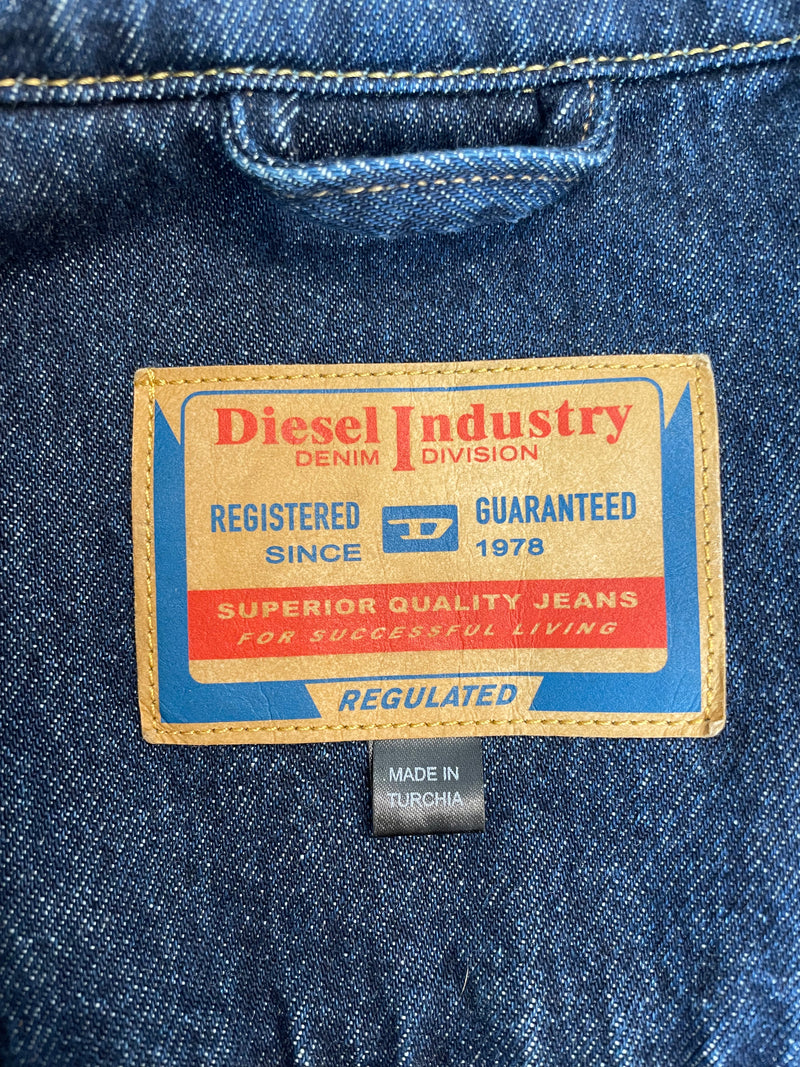 Diesel Industry
DENIM DIVISION
REGISTERED D GUARANTEED
SINCE 1978
SUPERIOR QUALITY JEANS
FOR SUCCESSFUL LIVING
REGULATED
MADE IN
TURCHIA